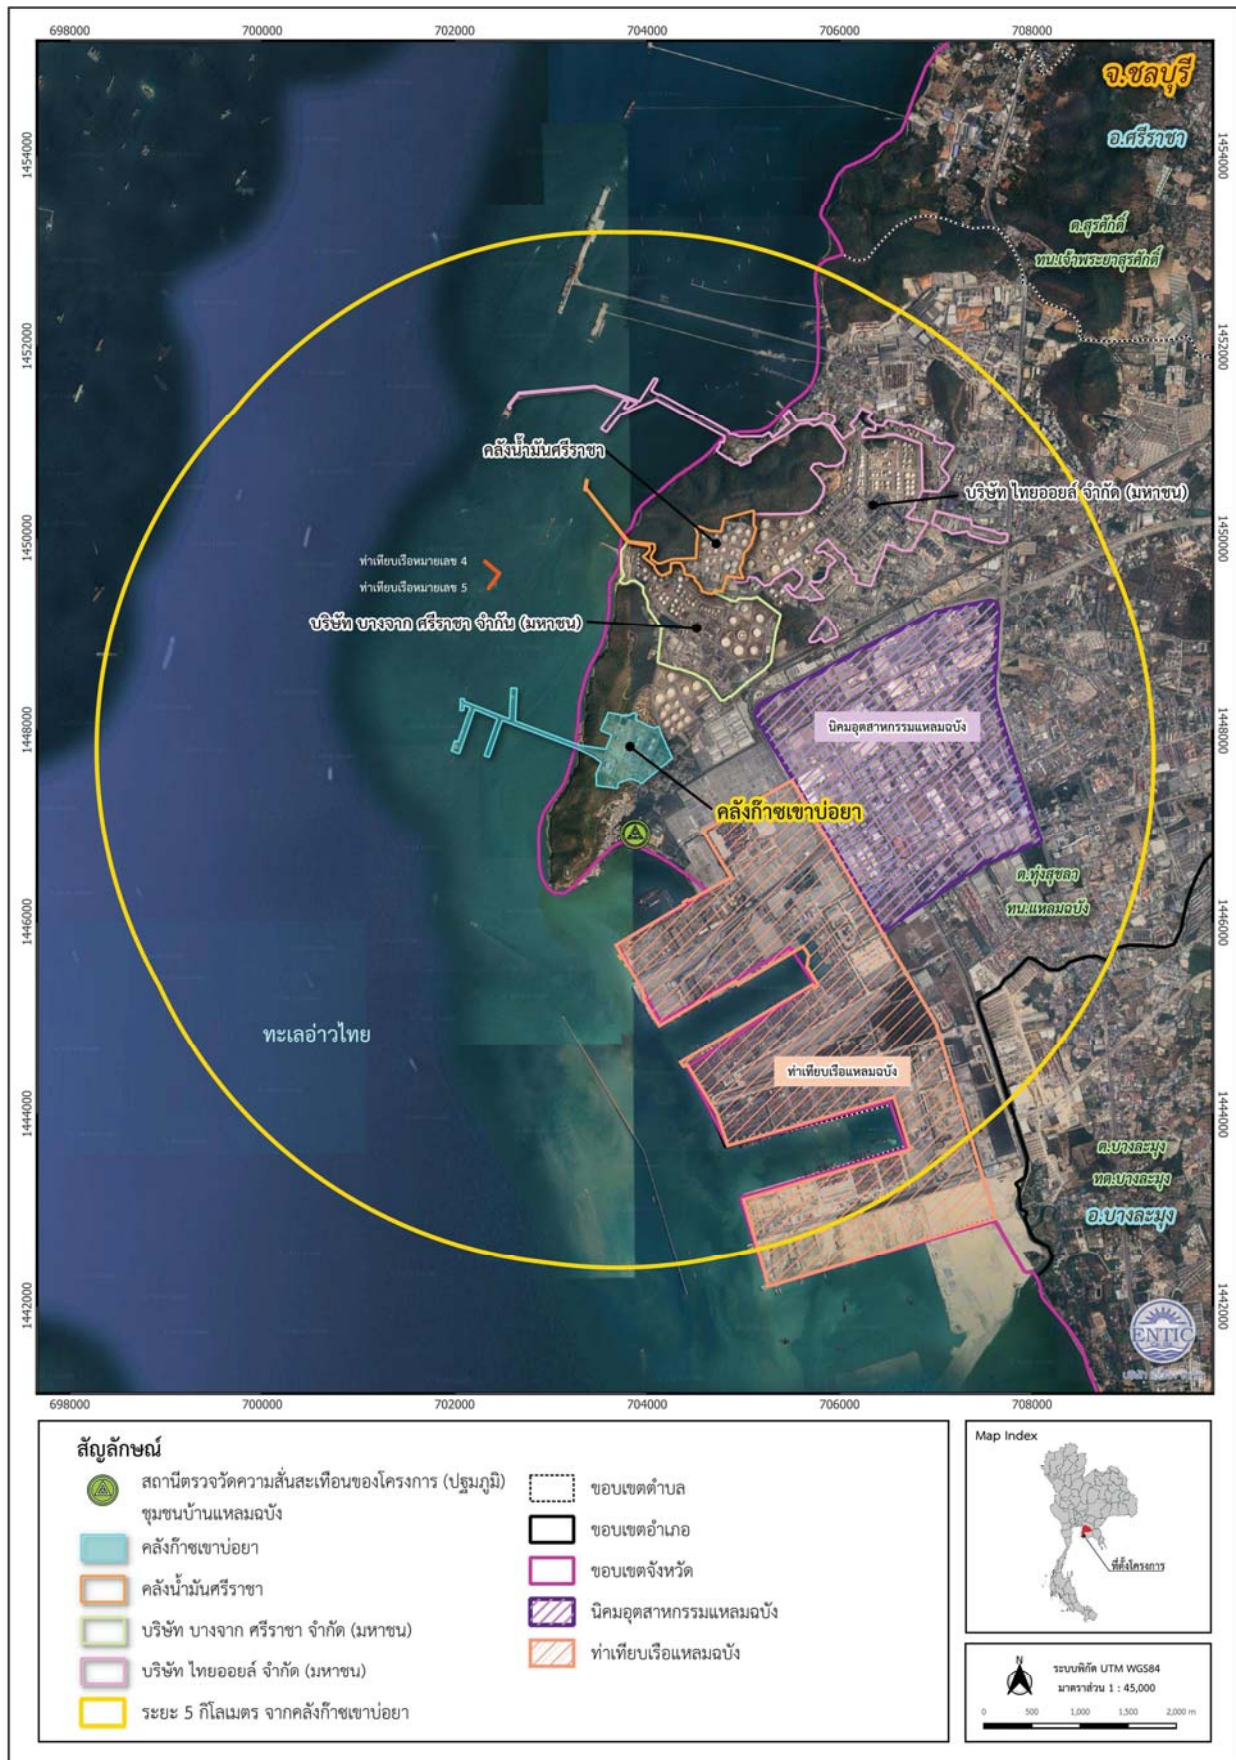 698000 700000 702000 704000 706000 708000
จ.ชลบุรี
1454000
อ.ศรีราชา
1454000
ต.สุรศักดิ์
ทน.เจ้าพระยาสุรศักดิ์
1452000
1452000
คลังน้ำมันศรีราชา
บริษัท ไทยออยล์ จำกัด (มหาชน)
1450000
1450000
ท่าเทียบเรือหมายเลข 4
ท่าเทียบเรือหมายเลข 5
บริษัท บางจาก ศรีราชา จำกัน (มหาชน)
1448000
นิคมอุตสาหกรรมแหลมฉบัง
1448000
คลังก๊าซเขาบ่อยา
ต.ทุ่งสุขลา
ทน.แหลมฉบัง
1446000
1446000
ทะเลอ่าวไทย
ท่าเทียบเรือแหลมฉบัง
1444000
1444000
ต.บางละมุง
ทต.บางละมุง
อ.บางละมุง
1442000
1442000
ENTIC
698000 700000 702000 704000 706000 708000
สัญลักษณ์
สถานีตรวจวัดความสั่นสะเทือนของโครงการ (ปฐมภูมิ)
ชุมชนบ้านแหลมฉบัง
คลังก๊าซเขาบ่อยา
คลังน้ำมันศรีราชา
บริษัท บางจาก ศรีราชา จำกัด (มหาชน)
บริษัท ไทยออยล์ จำกัด (มหาชน)
ระยะ 5 กิโลเมตร จากคลังก๊าซเขาบ่อยา
ขอบเขตตำบล
ขอบเขตอำเภอ
ขอบเขตจังหวัด
นิคมอุตสาหกรรมแหลมฉบัง
ท่าเทียบเรือแหลมฉบัง
Map Index
ที่ตั้งโครงการ
N
ระบบพิกัด UTM WGS84
มาตราส่วน 1 : 45,000
0 500 1,000 1,500 2,000 m